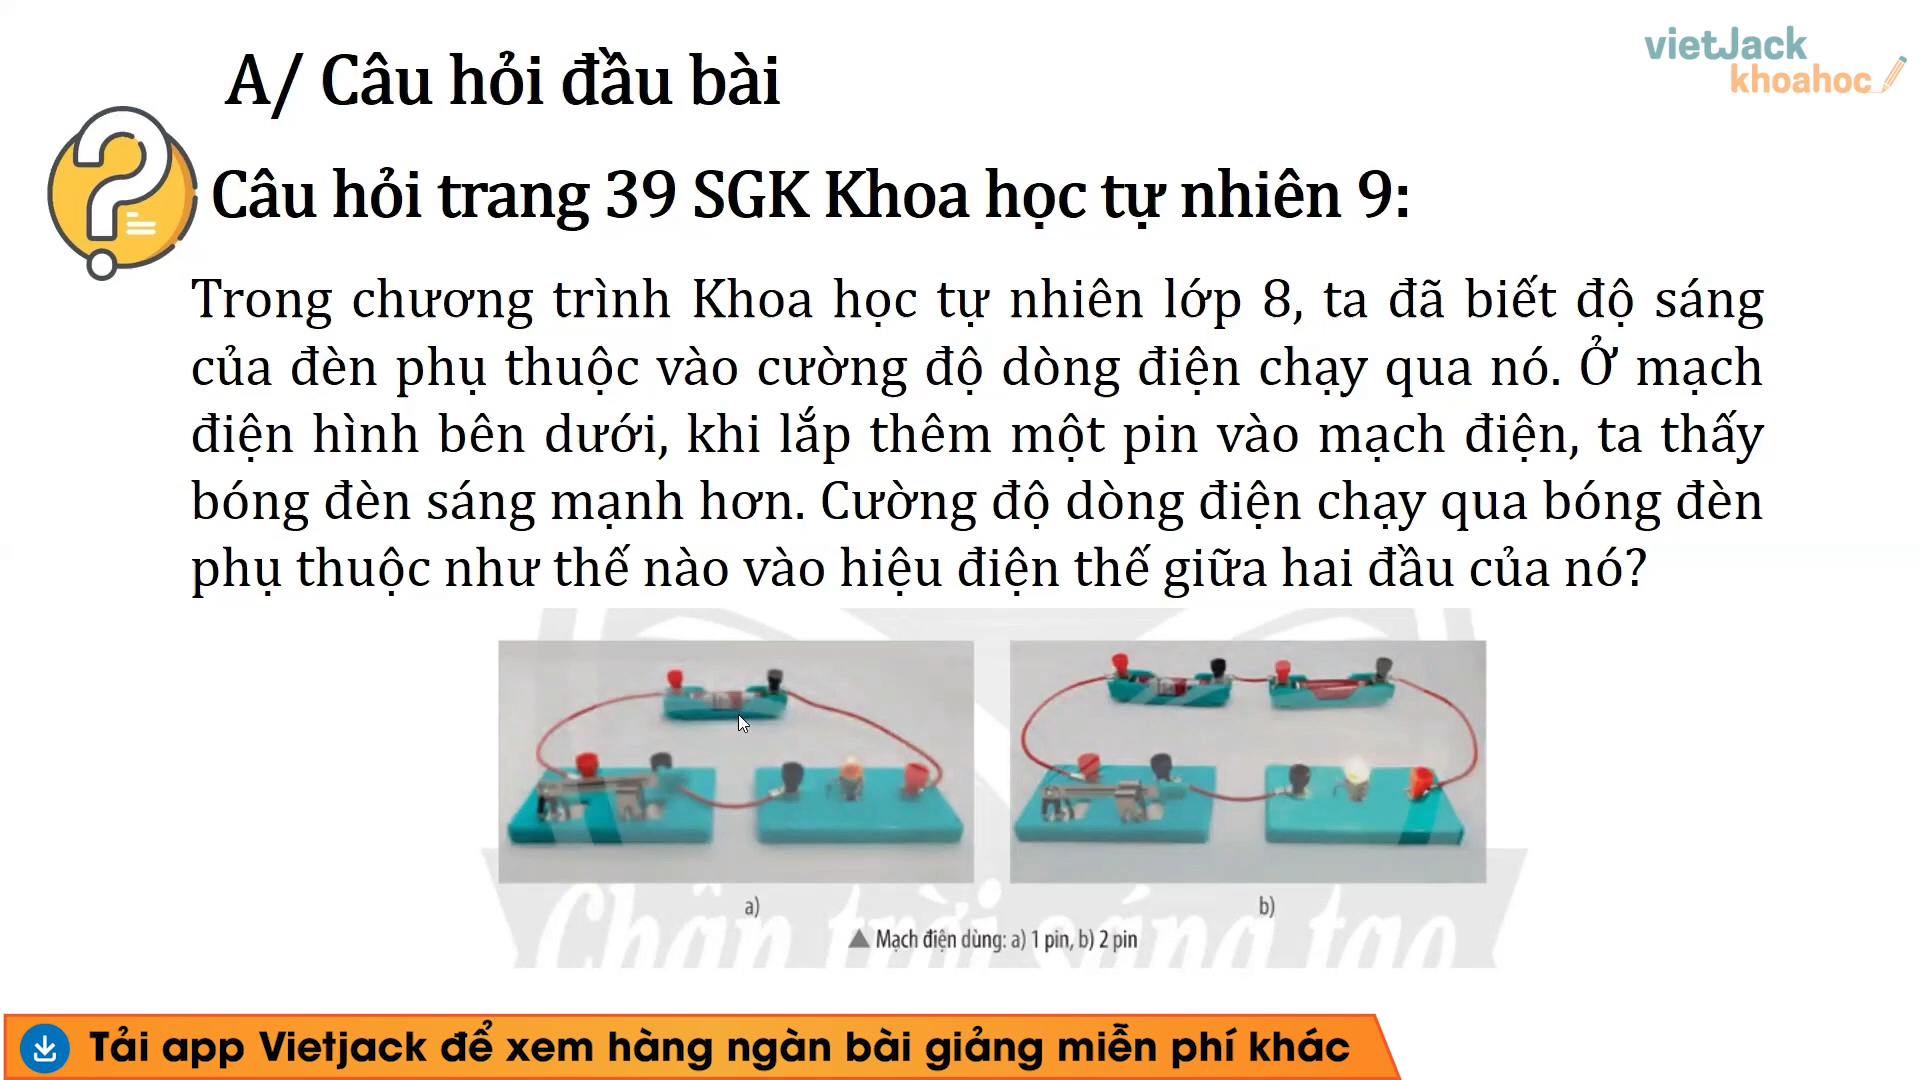 vietJack
khoahoc
A/ Câu hỏi đầu bài
Câu hỏi trang 39 SGK Khoa học tự nhiên 9:
Trong chương trình Khoa học tự nhiên lớp 8, ta đã biết độ sáng
của đèn phụ thuộc vào cường độ dòng điện chạy qua nó. Ở mạch
điện hình bên dưới, khi lắp thêm một pin vào mạch điện, ta thấy
bóng đèn sáng mạnh hơn. Cường độ dòng điện chạy qua bóng đèn
phụ thuộc như thế nào vào hiệu điện thế giữa hai đầu của nó?
a)
b)
Chân trời sáng tạo
▲ Mạch điện dùng: a) 1 pin, b) 2 pin
Tải app Vietjack để xem hàng ngàn bài giảng miễn phí khác